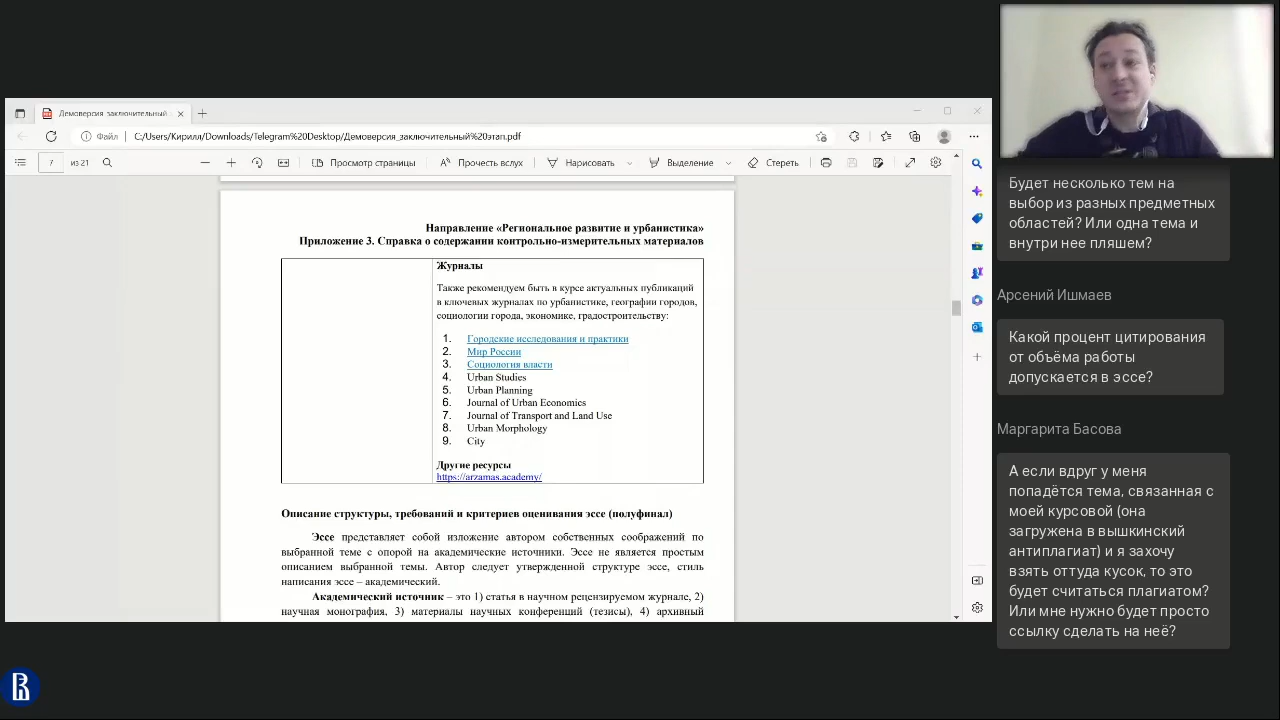 Демоверсия заключительный
Файл
C:/Users/Кирилл/Downloads/Telegram%20Desktop/Демоверсия_заключительный%20этап.pdf
7
из 21
Просмотр страницы
Прочесть вслух
Нарисовать
Выделение
Стереть
Направление «Региональное развитие и урбанистика»
Приложение 3. Справка о содержании контрольно-измерительных материалов
Журналы
Также рекомендуем быть в курсе актуальных публикаций
в ключевых журналах по урбанистике, географии городов,
социологии города, экономике, градостроительству:
1. Городские исследования и практики
2. Мир России
3. Социология власти
4. Urban Studies
5. Urban Planning
6. Journal of Urban Economics
7. Journal of Transport and Land Use
8. Urban Morphology
9. City
Другие ресурсы
https://arzamas.academy/
Описание структуры, требований и критериев оценивания эссе (полуфинал)
Эссе представляет собой изложение автором собственных соображений по
выбранной теме с опорой на академические источники. Эссе не является простым
описанием выбранной темы. Автор следует утвержденной структуре эссе, стиль
написания эссе – академический.
Академический источник – это 1) статья в научном рецензируемом журнале, 2)
научная монография, 3) материалы научных конференций (тезисы), 4) архивный
Будет несколько тем на
выбор из разных предметных
областей? Или одна тема и
внутри нее пляшем?
Арсений Ишмаев
Какой процент цитирования
от объёма работы
допускается в эссе?
Маргарита Басова
А если вдруг у меня
попадётся тема, связанная с
моей курсовой (она
загружена в вышкинский
антиплагиат) и я захочу
взять оттуда кусок, то это
будет считаться плагиатом?
Или мне нужно будет просто
ссылку сделать на неё?